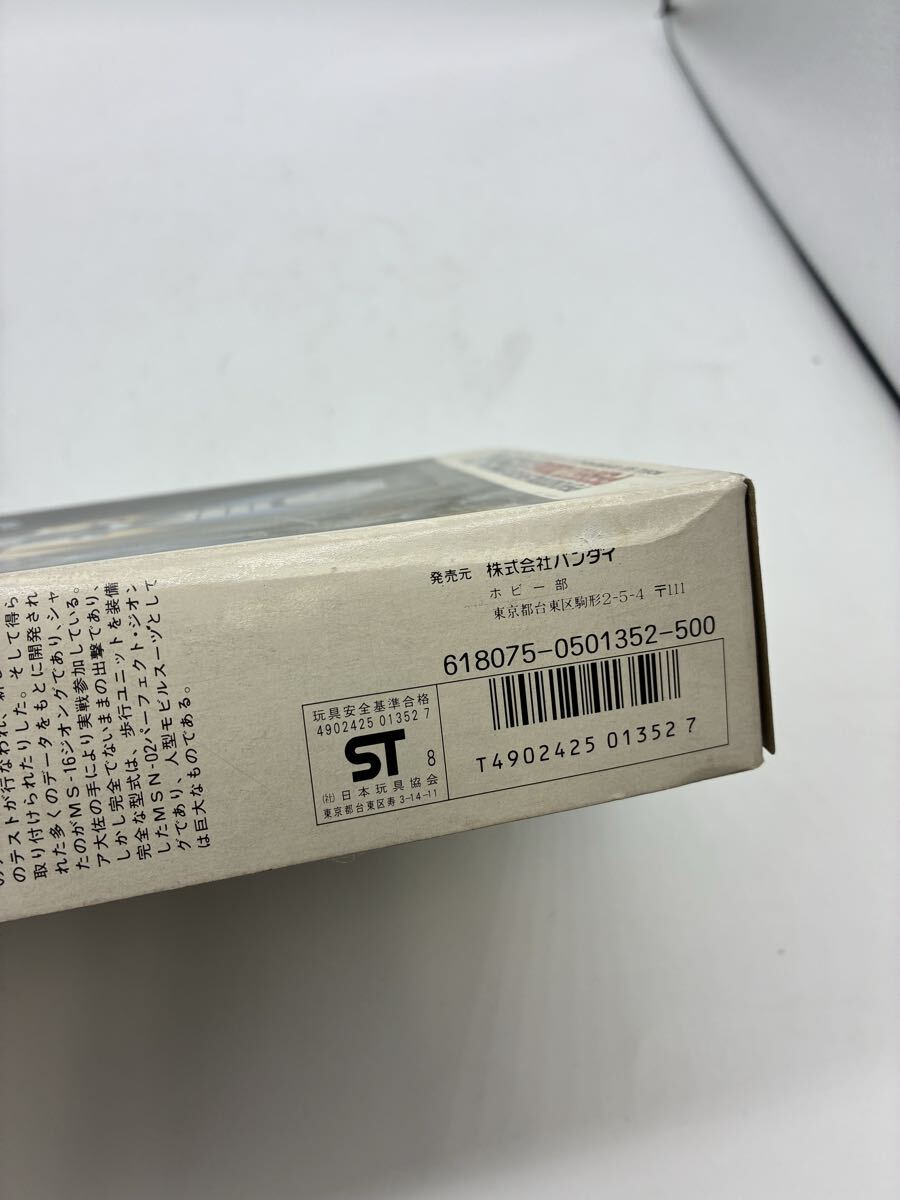 のテストが行なわれ、新し
取り付けられたりした。そして得ら
れた多くのデータをもとに開発され
たのがMS-16ジオングであり、シャ
ア大佐の手により実戦参加している。
しかし完全でないままの出撃であり、
完全な型式は、歩行ユニットを装備
したMSN-02パーフェクト・ジオン
グであり、人型モビルスーツとして
は巨大なものである。
発売元 株式会社バンダイ
ホビー部
東京都台東区駒形2-5-4 〒111
618075-0501352-500
玩具安全基準合格
4902425 01352 7
ST 8
(社)日本玩具協会
東京都台東区寿 3-14-11
T4902425 01352 7